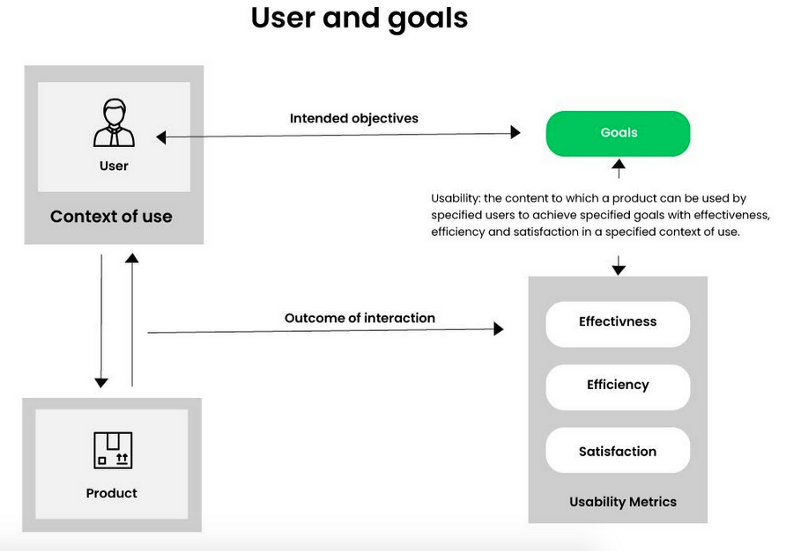 User and goals
Intended objectives
Goals
User
Context of use
Usability: the content to which a product can be used by
specified users to achieve specified goals with effectiveness,
efficiency and satisfaction in a specified context of use.
Outcome of interaction
Effectivness
Efficiency
Satisfaction
Usability Metrics
Product